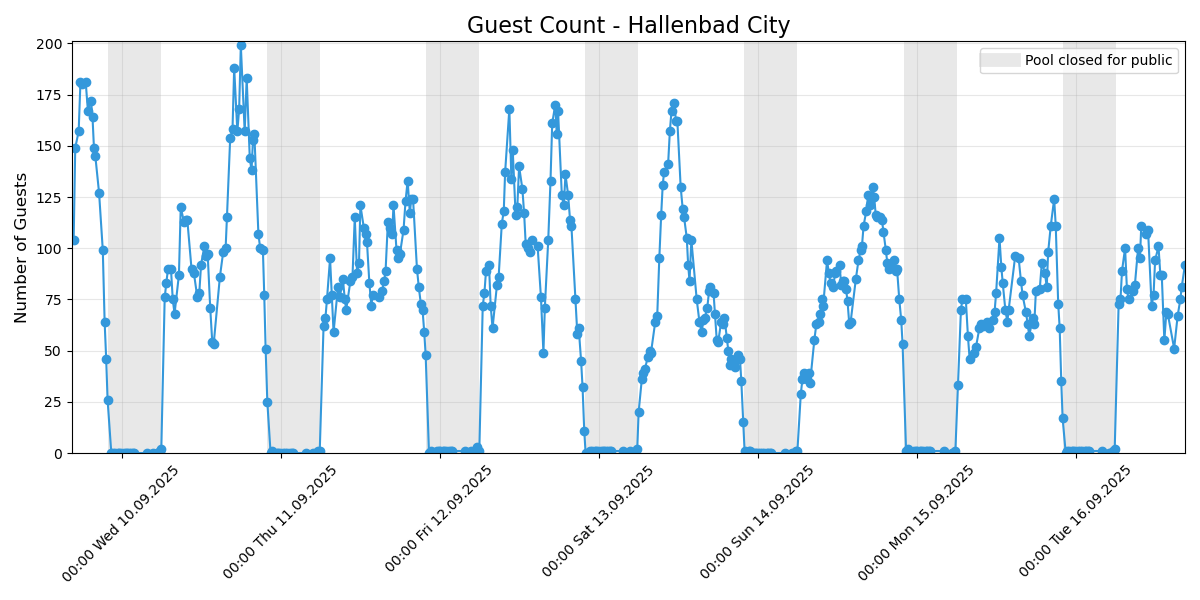 Guest Count - Hallenbad City
Pool closed for public
Number of Guests
200
175
150
125
100
75
50
25
0
00:00 Wed 10.09.2025
00:00 Thu 11.09.2025
00:00 Fri 12.09.2025
00:00 Sat 13.09.2025
00:00 Sun 14.09.2025
00:00 Mon 15.09.2025
00:00 Tue 16.09.2025